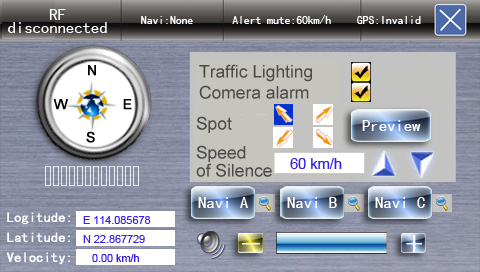 RF
disconnected
Navi:None
Alert mute:60km/h
GPS:Invalid
N
W
E
S
Traffic Lighting
Comera alarm
Spot
Preview
Speed
of Silence
60 km/h
Navi A
Navi B
Navi C
Logitude: E 114.085678
Latitude: N 22.867729
Velocity: 0.00 km/h